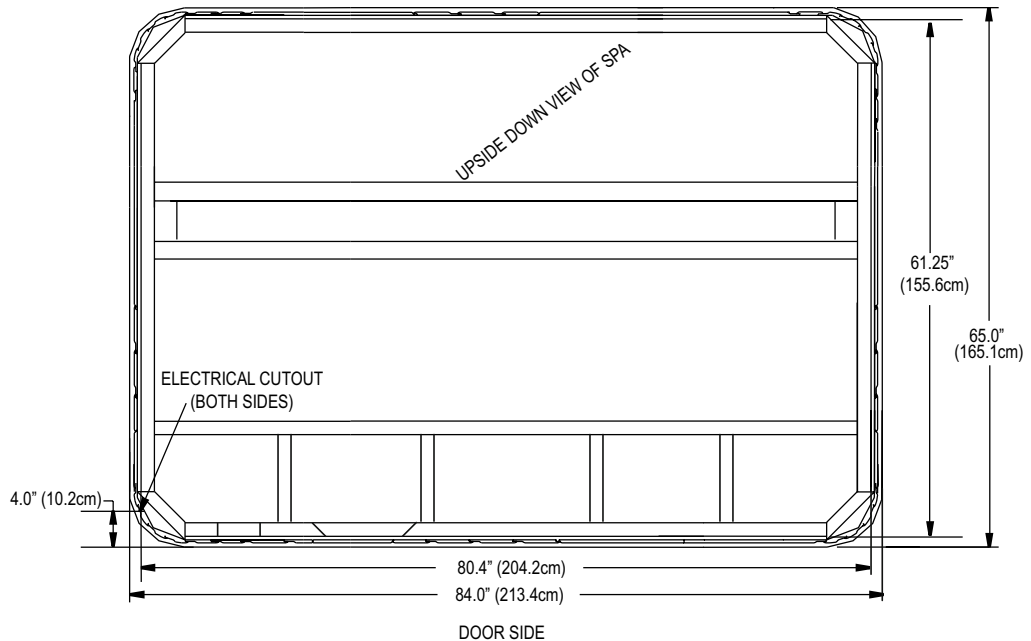 UPSIDE DOWN VIEW OF SPA
61.25”
(155.6cm)
65.0”
(165.1cm)
ELECTRICAL CUTOUT
(BOTH SIDES)
4.0” (10.2cm)
80.4” (204.2cm)
84.0” (213.4cm)
DOOR SIDE